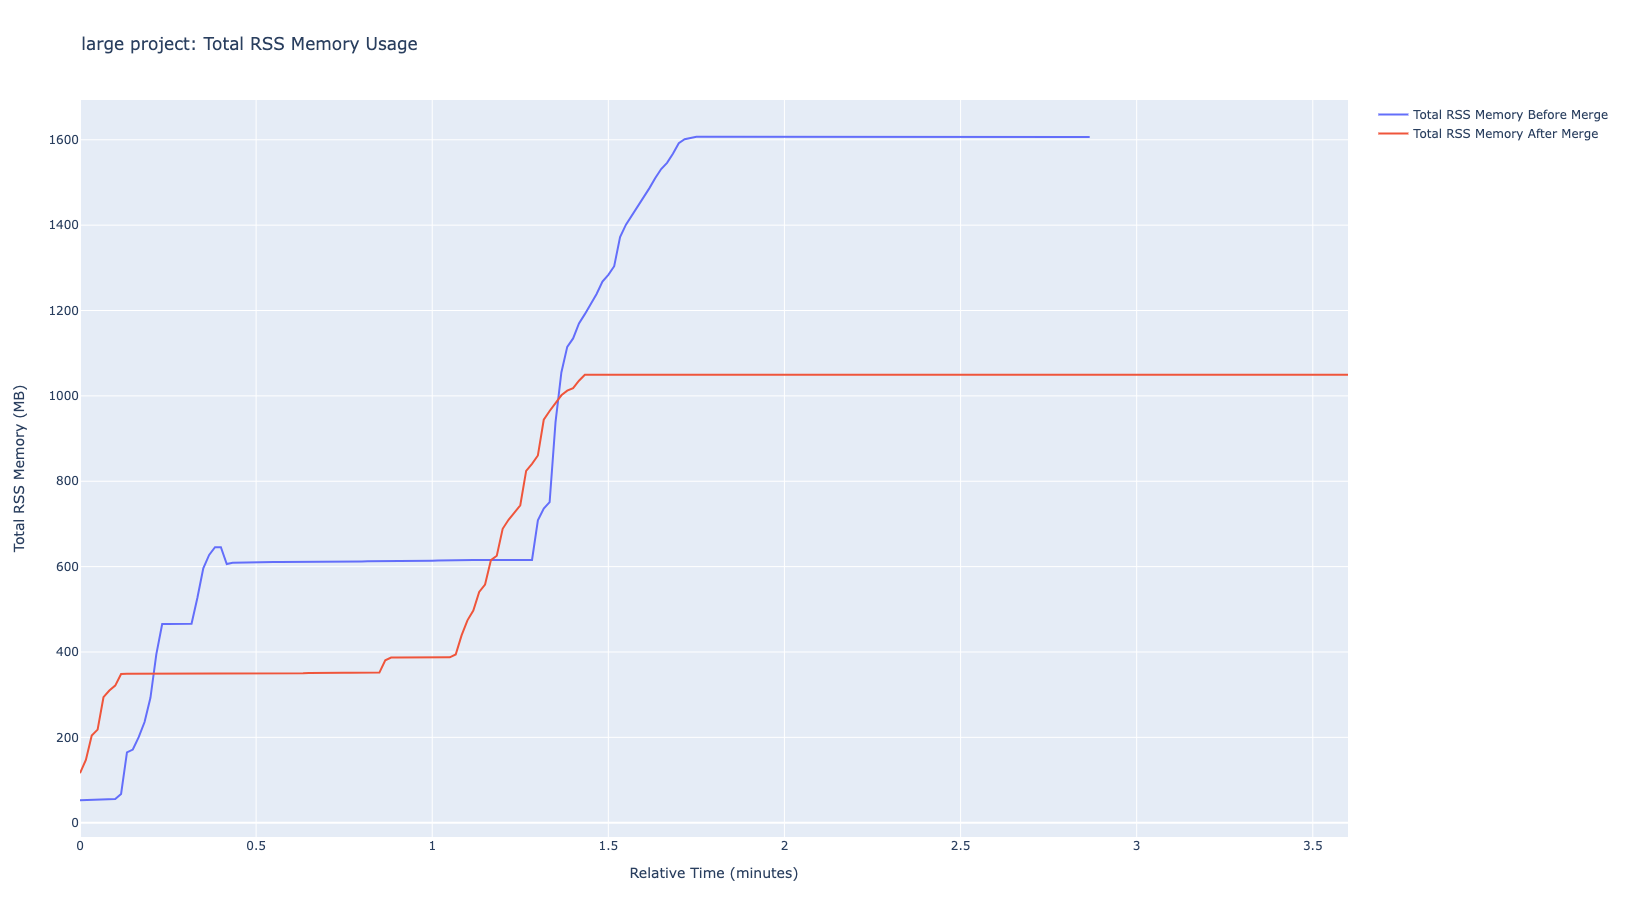 large project: Total RSS Memory Usage
Total RSS Memory Before Merge
Total RSS Memory After Merge
Total RSS Memory (MB)
1600
1400
1200
1000
800
600
400
200
0
0 0.5 1 1.5 2 2.5 3 3.5
Relative Time (minutes)